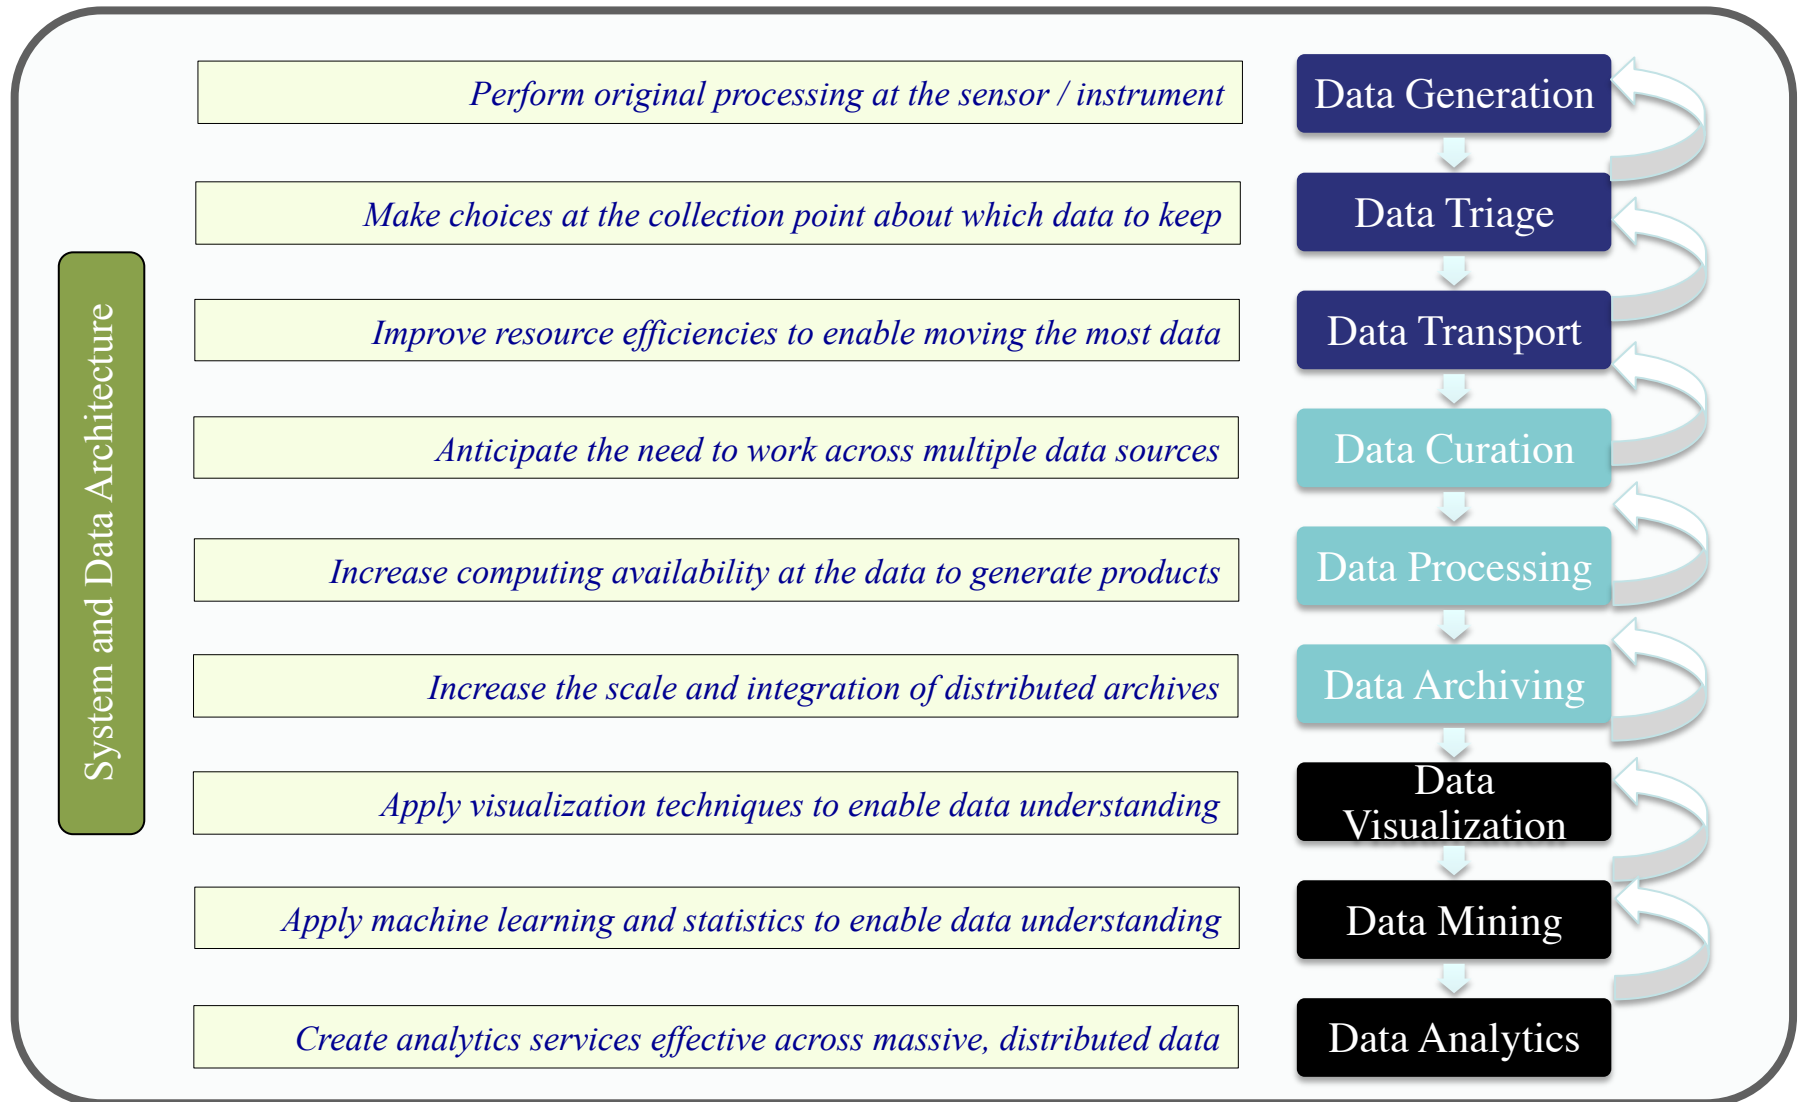 Perform original processing at the sensor / instrument
Data Generation
Make choices at the collection point about which data to keep
Data Triage
Improve resource efficiencies to enable moving the most data
Data Transport
Anticipate the need to work across multiple data sources
Data Curation
Increase computing availability at the data to generate products
Data Processing
Increase the scale and integration of distributed archives
Data Archiving
Apply visualization techniques to enable data understanding
Data
Visualization
Apply machine learning and statistics to enable data understanding
Data Mining
Create analytics services effective across massive, distributed data
Data Analytics
System and Data Architecture